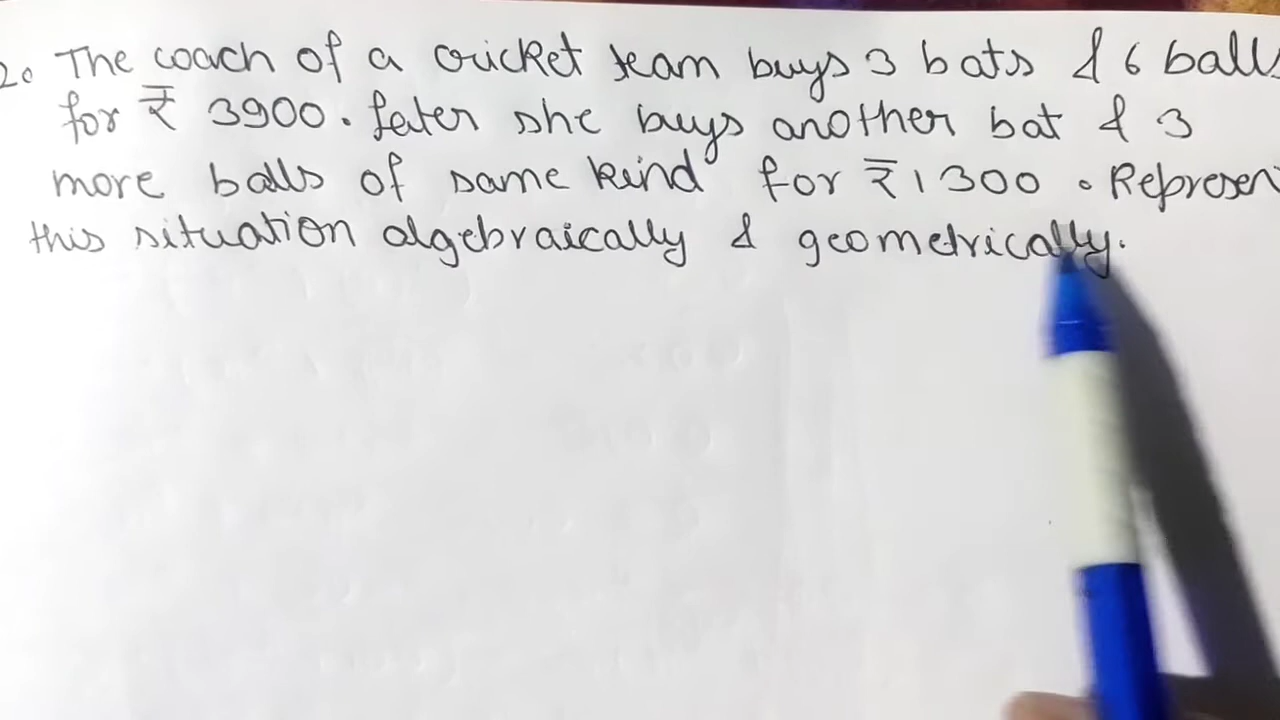 2. The coach of a cricket team buys 3 bats & 6 balls
for ₹ 3900. Later she buys another bat & 3
more balls of same kind for ₹1300. Represen
this situation algebraically & geometrically.